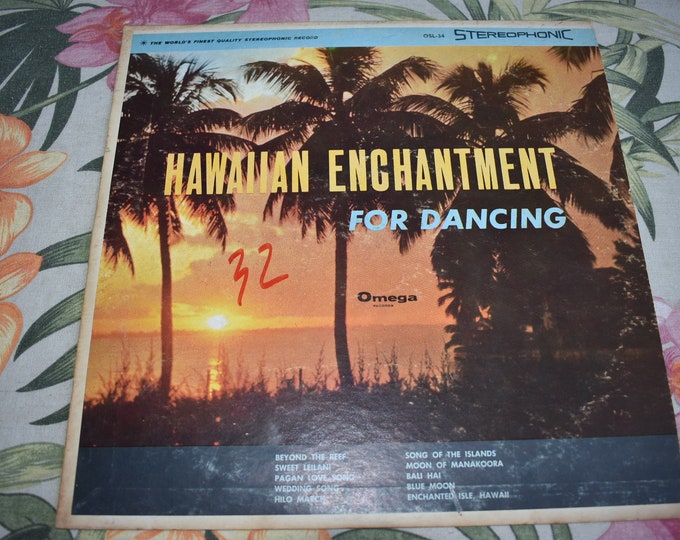 THE WORLD'S FINEST QUALITY STEREOPHONIC RECORD
OSL-34 STEREOPHONIC
HAWAIIAN ENCHANTMENT
FOR DANCING
32
Omega
RECORDS
BEYOND THE REEF
SWEET LEILANI
PAGAN LOVE SONG
WEDDING SONG
HILO MARCH
SONG OF THE ISLANDS
MOON OF MANAKOORA
BALI HAI
BLUE MOON
ENCHANTED ISLE, HAWAII